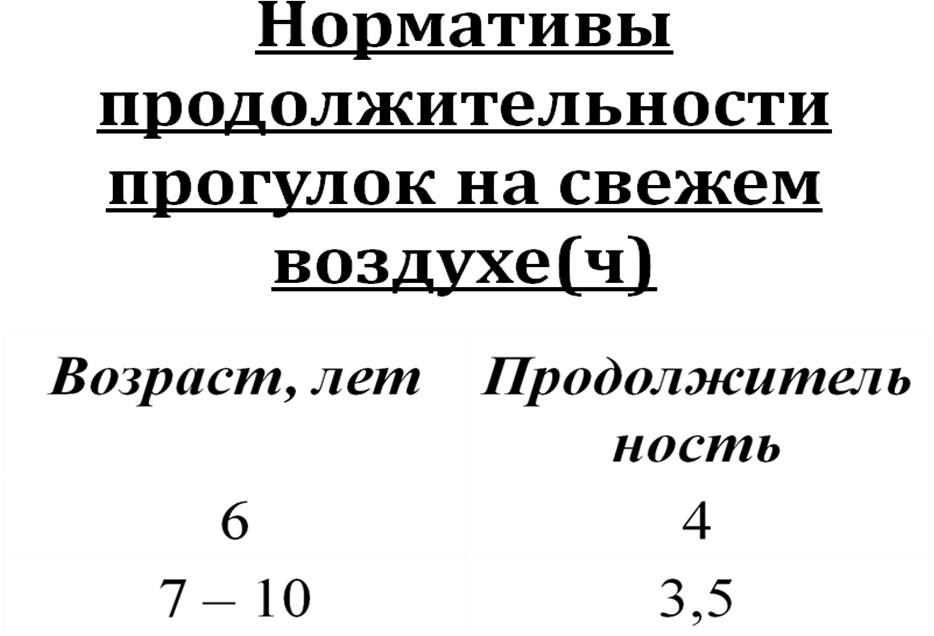 Нормативы
продолжительности
прогулок на свежем
воздухе(ч)
Возраст, лет Продолжитель
ность
6 4
7 – 10 3,5